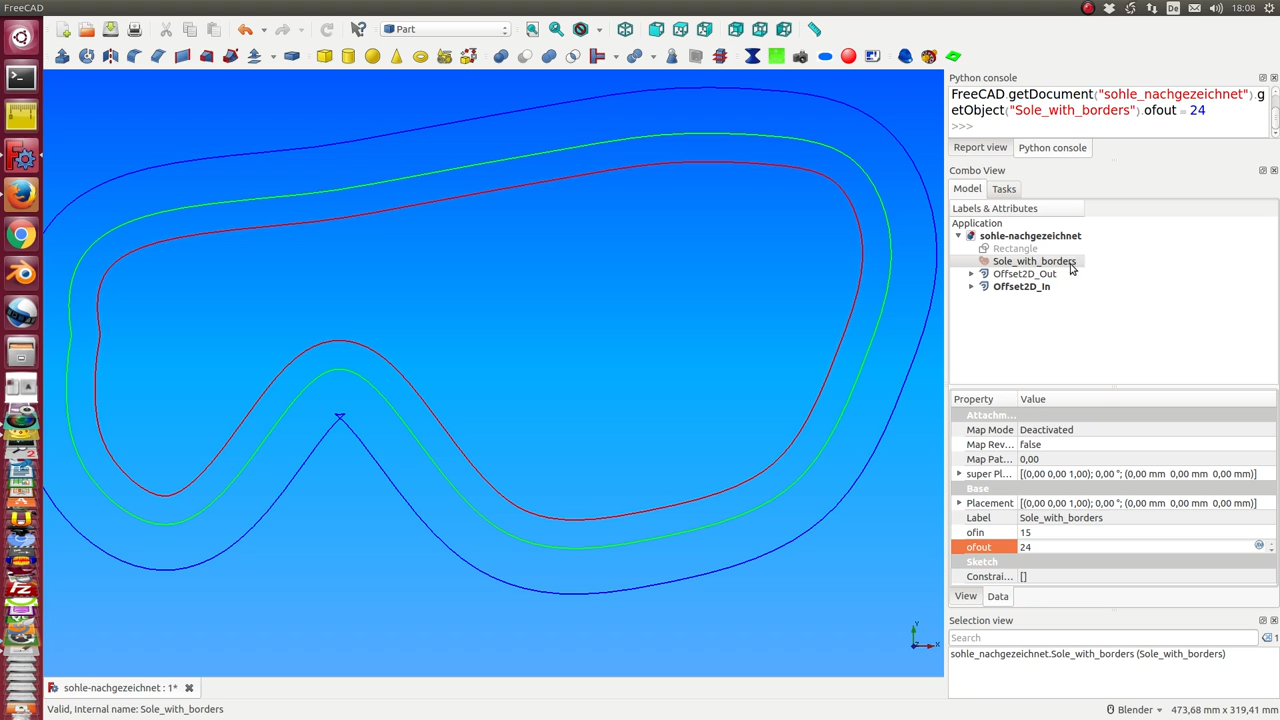 FreeCAD
De
18:08
Part
Python console
FreeCAD.getDocument("sohle_nachgezeichnet").g
etObject("Sole_with_borders").ofout = 24
>>>
Report view
Python console
Combo View
Model
Tasks
Labels & Attributes
Application
sohle-nachgezeichnet
Rectangle
Sole_with_borders
Offset2D_Out
Offset2D_In
Property
Value
Attachm...
Map Mode
Deactivated
Map Rev...
false
Map Pat...
0,00
super Pl...
[(0,00 0,00 1,00); 0,00 °; (0,00 mm 0,00 mm 0,00 mm)]
Base
Placement
[(0,00 0,00 1,00); 0,00 °; (0,00 mm 0,00 mm 0,00 mm)]
Label
Sole_with_borders
ofin
15
ofout
24
Sketch
Constrai...
[]
View
Data
Selection view
Search
1
sohle_nachgezeichnet.Sole_with_borders (Sole_with_borders)
Y
X
sohle-nachgezeichnet : 1*
Valid, Internal name: Sole_with_borders
Blender
473,68 mm x 319,41 mm